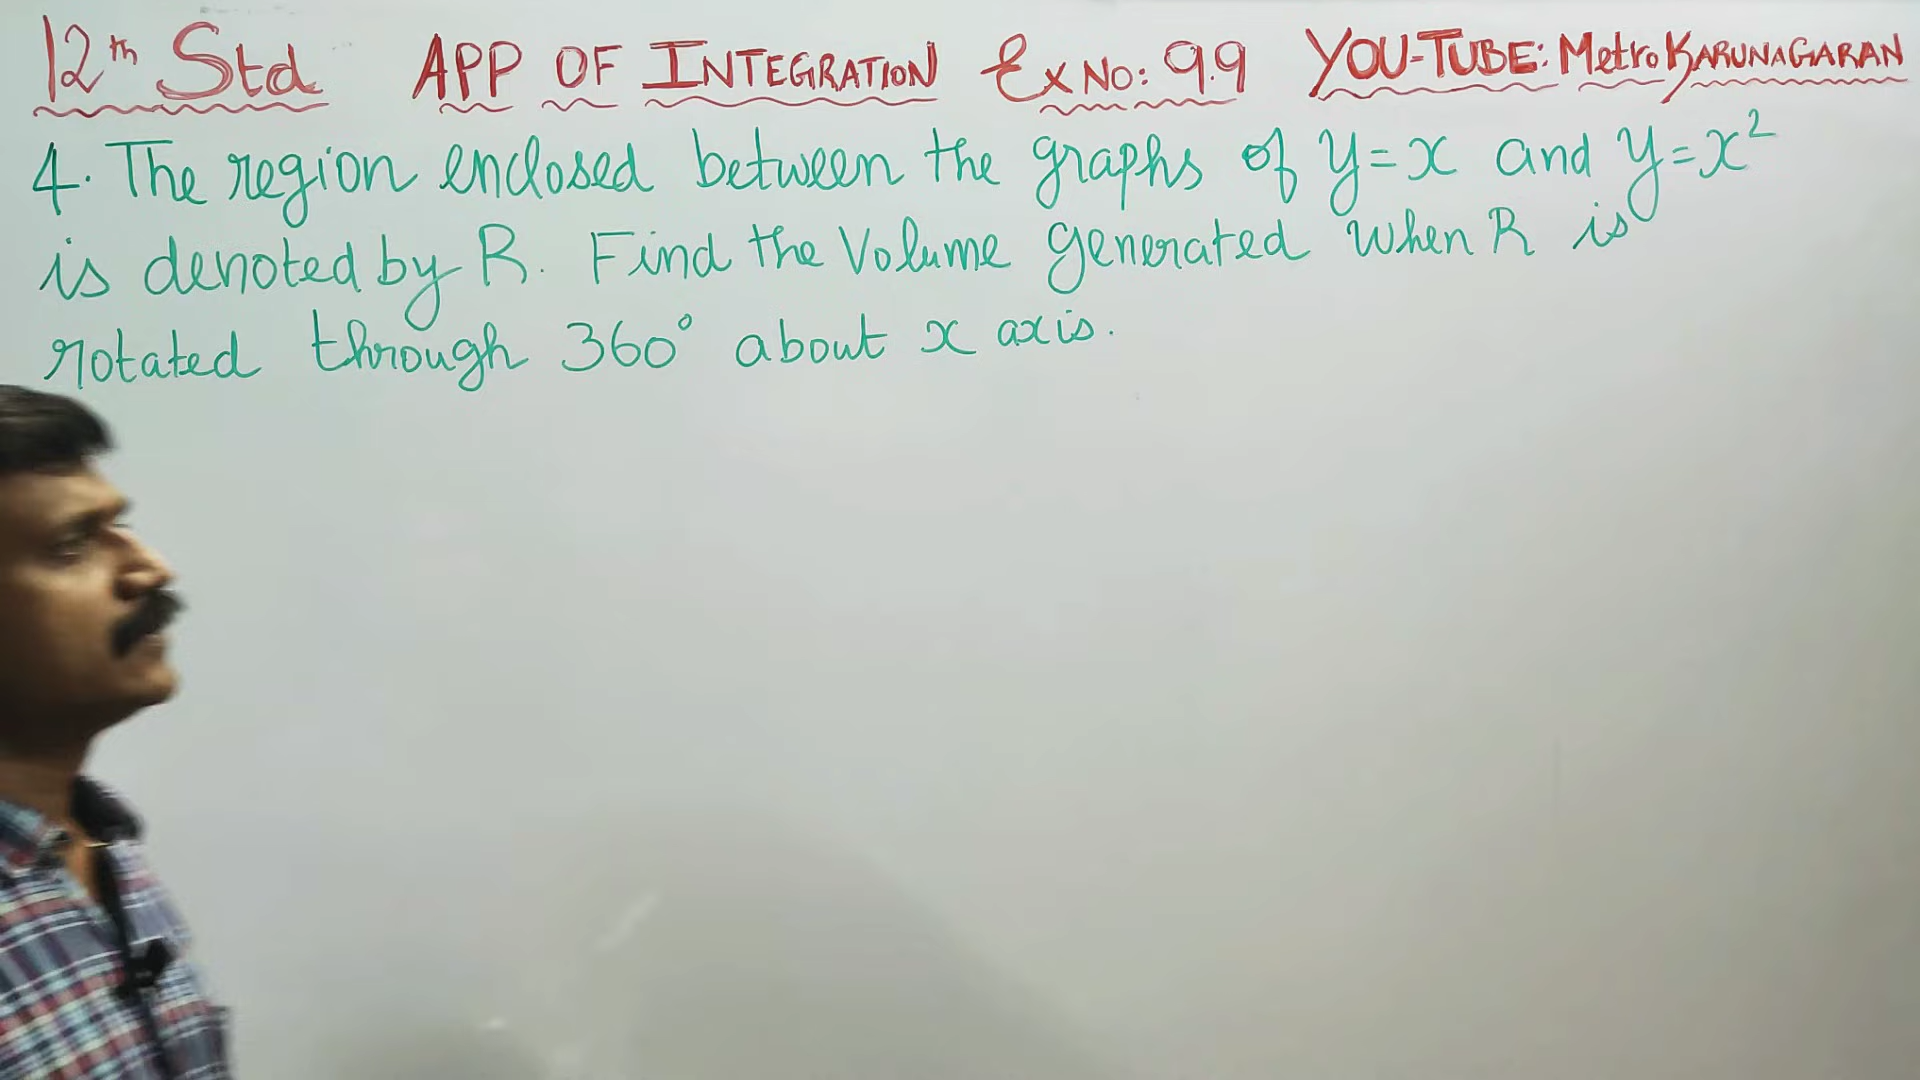 12th Std APP OF INTEGRATION Ex No: 9.9 YOU-TUBE: Metro KARUNAGARAN
4. The region enclosed between the graphs of y=x and y=x²
is denoted by R. Find the Volume generated when R is
rotated through 360° about x axis.